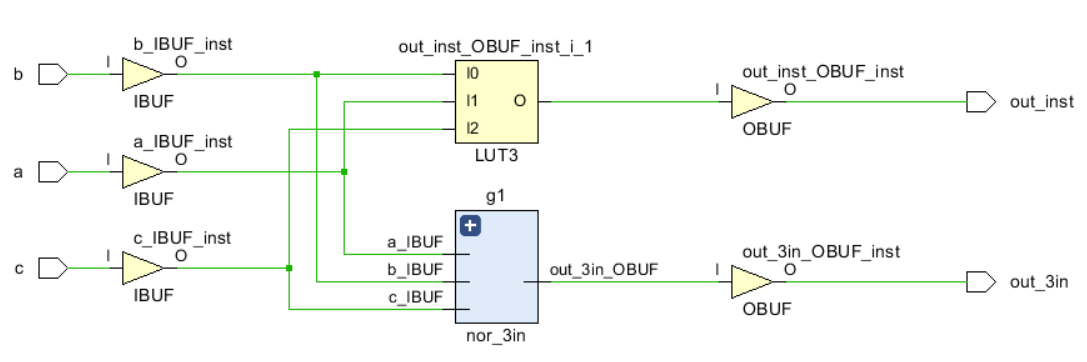 b
I
b_IBUF_inst
O
IBUF
a
I
a_IBUF_inst
O
IBUF
c
I
c_IBUF_inst
O
IBUF
out_inst_OBUF_inst_i_1
I0
I1
I2
O
LUT3
g1
+
a_IBUF
b_IBUF
c_IBUF
out_3in_OBUF
nor_3in
I
out_inst_OBUF_inst
O
OBUF
out_inst
I
out_3in_OBUF_inst
O
OBUF
out_3in